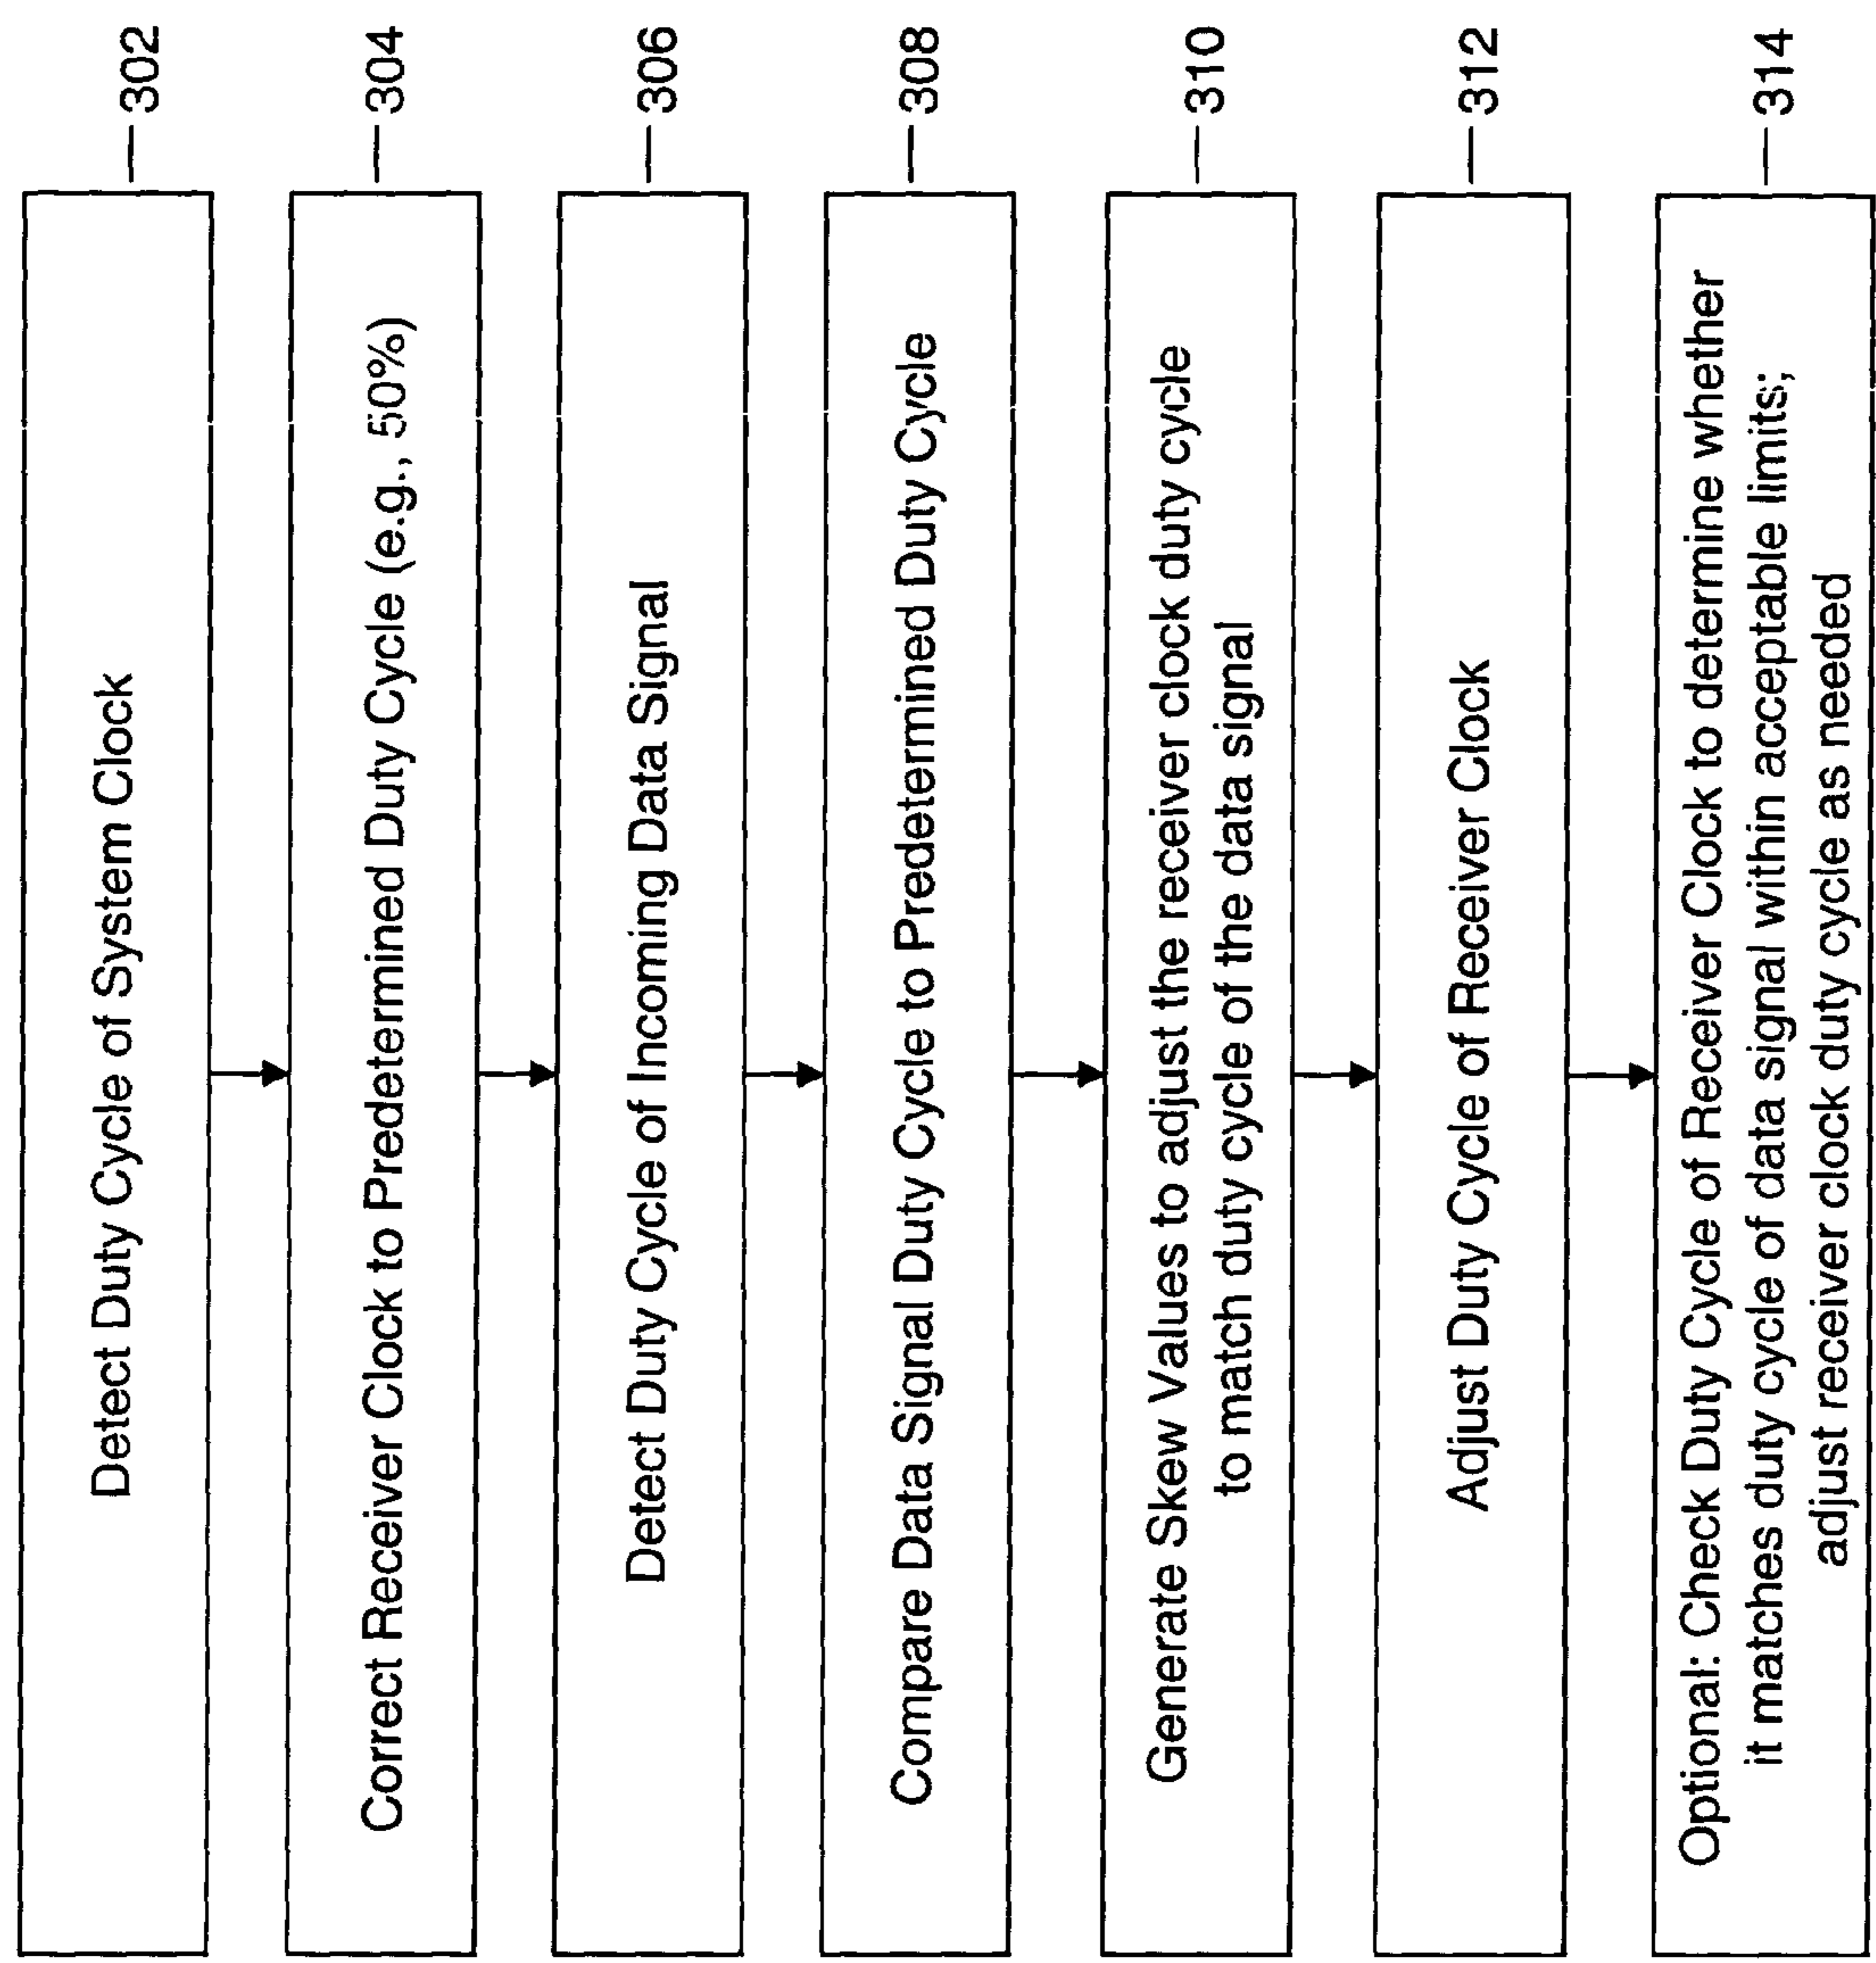 Detect Duty Cycle of System Clock
302
Correct Receiver Clock to Predetermined Duty Cycle (e.g., 50%)
304
Detect Duty Cycle of Incoming Data Signal
306
Compare Data Signal Duty Cycle to Predetermined Duty Cycle
308
Generate Skew Values to adjust the receiver clock duty cycle
to match duty cycle of the data signal
310
Adjust Duty Cycle of Receiver Clock
312
Optional: Check Duty Cycle of Receiver Clock to determine whether
it matches duty cycle of data signal within acceptable limits;
adjust receiver clock duty cycle as needed
314